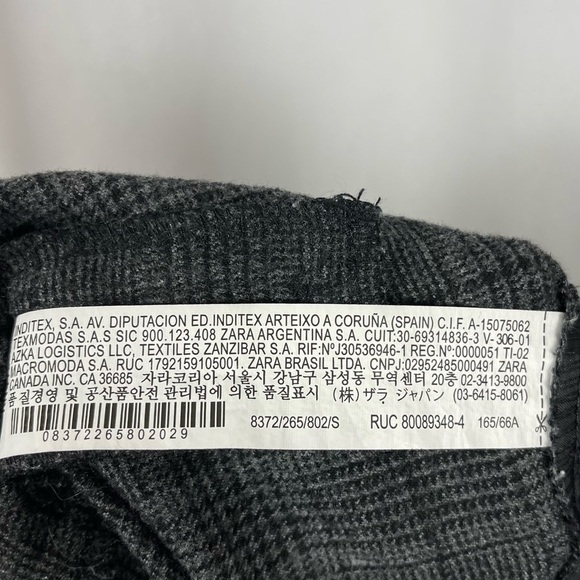 INDITEX, S.A. AV. DIPUTACION ED.INDITEX ARTEIXO A CORUÑA (SPAIN) C.I.F. A-15075062
TEXMODAS S.A.S SIC 900.123.408 ZARA ARGENTINA S.A. CUIT:30-69314836-3 V-306-01
AZKA LOGISTICS LLC, TEXTILES ZANZIBAR S.A. RIF:NºJ30536946-1 REG.Nº0000051 TI-02
MACROMODA S.A. RUC 1792159105001. ZARA BRASIL LTDA. CNPJ:02952485000491 ZARA
CANADA INC. CA 36685 자라코리아 서울시 강남구 삼성동 무역센터 20층 02-3413-9800
품질경영 및 공산품안전 관리법에 의한 품질표시 (株) ザラ ジャパン (03-6415-8061)
08372265802029 8372/265/802/S RUC 80089348-4 165/66A